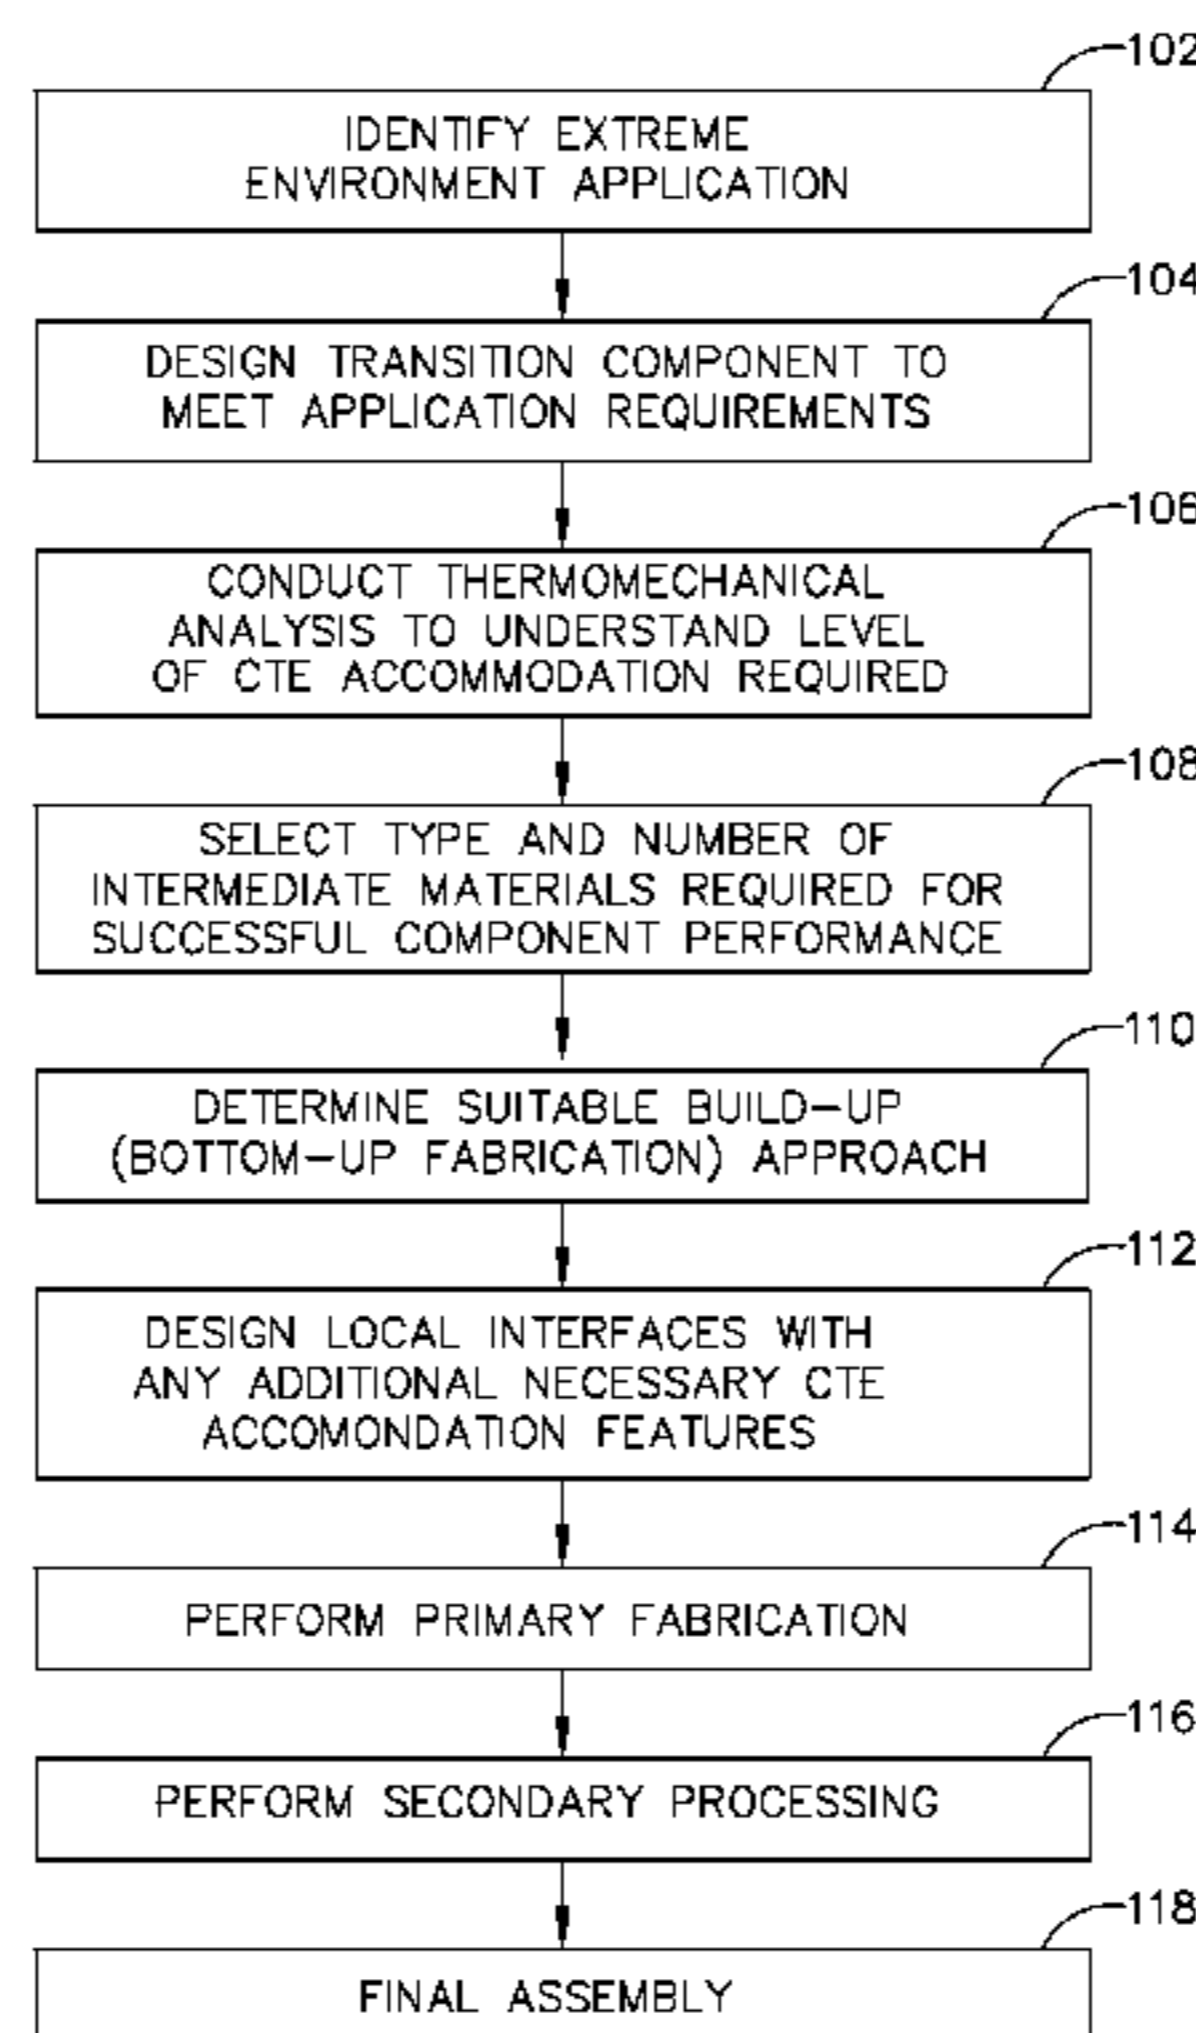 102
IDENTIFY EXTREME
ENVIRONMENT APPLICATION
104
DESIGN TRANSITION COMPONENT TO
MEET APPLICATION REQUIREMENTS
106
CONDUCT THERMOMECHANICAL
ANALYSIS TO UNDERSTAND LEVEL
OF CTE ACCOMMODATION REQUIRED
108
SELECT TYPE AND NUMBER OF
INTERMEDIATE MATERIALS REQUIRED FOR
SUCCESSFUL COMPONENT PERFORMANCE
110
DETERMINE SUITABLE BUILD-UP
(BOTTOM-UP FABRICATION) APPROACH
112
DESIGN LOCAL INTERFACES WITH
ANY ADDITIONAL NECESSARY CTE
ACCOMONDATION FEATURES
114
PERFORM PRIMARY FABRICATION
116
PERFORM SECONDARY PROCESSING
118
FINAL ASSEMBLY